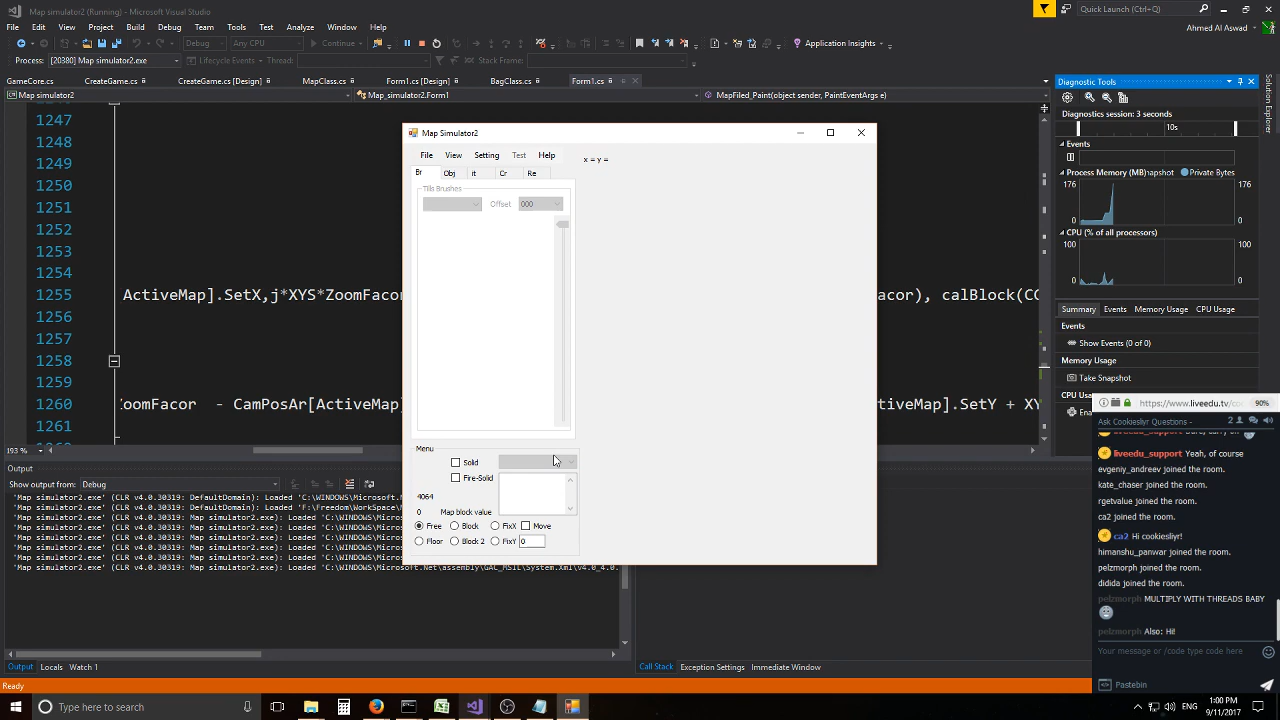 Map simulator2 (Running) - Microsoft Visual Studio
Quick Launch (Ctrl+Q)
File Edit View Project Build Debug Team Tools Test Analyze Window Help
Ahmed Al Aswad
Debug Any CPU Continue Application Insights
Process: [20380] Map simulator2.exe Lifecycle Events Thread: Stack Frame:
GameCore.cs CreateGame.cs CreateGame.cs [Design] MapClass.cs Form1.cs [Design] BagClass.cs Form1.cs
Map simulator2 Map_simulator2.Form1 MapFiled_Paint(object sender, PaintEventArgs e)
1247
1248
1249
1250
1251
1252
1253
1254
1255 ActiveMap].SetX,j*XYS*ZoomFacor acor), calBlock(CC
1256
1257
1258
1259
1260 ZoomFacor - CamPosAr[ActiveMap] tiveMap].SetY + XY
1261
193 %
Map Simulator2
File View Setting Test Help
x = y =
Br Obj it Cr Re
Tills Brushes
Offset 000
Menu
Solid
Fire-Solid
4064
0 Map block value
Free Block FixX Move
Floor Block 2 FixY 0
Output
Show output from: Debug
'Map simulator2.exe' (CLR v4.0.30319: DefaultDomain): Loaded 'C:\WINDOWS\Microsoft.N
'Map simulator2.exe' (CLR v4.0.30319: DefaultDomain): Loaded 'F:\Freedom\WorkSpace\M
'Map simulator2.exe' (CLR v4.0.30319: Map simulator2.exe): Loaded 'C:\WINDOWS\Micros
'Map simulator2.exe' (CLR v4.0.30319: Map simulator2.exe): Loaded 'C:\WINDOWS\Micros
'Map simulator2.exe' (CLR v4.0.30319: Map simulator2.exe): Loaded 'C:\WINDOWS\Micros
'Map simulator2.exe' (CLR v4.0.30319: Map simulator2.exe): Loaded 'C:\WINDOWS\Micros
'Map simulator2.exe' (CLR v4.0.30319: Map simulator2.exe): Loaded 'C:\WINDOWS\Microsoft.Net\assembly\GAC_MSIL\System.Xml\v4.0_4.0.
Output Locals Watch 1
Call Stack Exception Settings Immediate Window
Ready
Diagnostic Tools
Solution Explorer
Diagnostics session: 3 seconds
10s
Events
Process Memory (MB) napshot Private Bytes
176 176
0 0
CPU (% of all processors)
100 100
0 0
Summary Events Memory Usage CPU Usage
Events
Show Events (0 of 0)
Memory Usage
Take Snapshot
CPU Usa
Ena
https://www.liveedu.tv/co 90%
Ask Cookiesliyr Questions - 2
liveedu_support Sure, carry on
liveedu_support Yeah, of course
evgeniy_andreev joined the room.
kate_chaser joined the room.
rgetvalue joined the room.
ca2 joined the room.
ca2 Hi cookiesliyr!
himanshu_panwar joined the room.
pelzmorph joined the room.
didida joined the room.
pelzmorph MULTIPLY WITH THREADS BABY
pelzmorph Also: Hi!
Your message or /code type code here
Pastebin
Type here to search
ENG
1:00 PM
9/11/2017